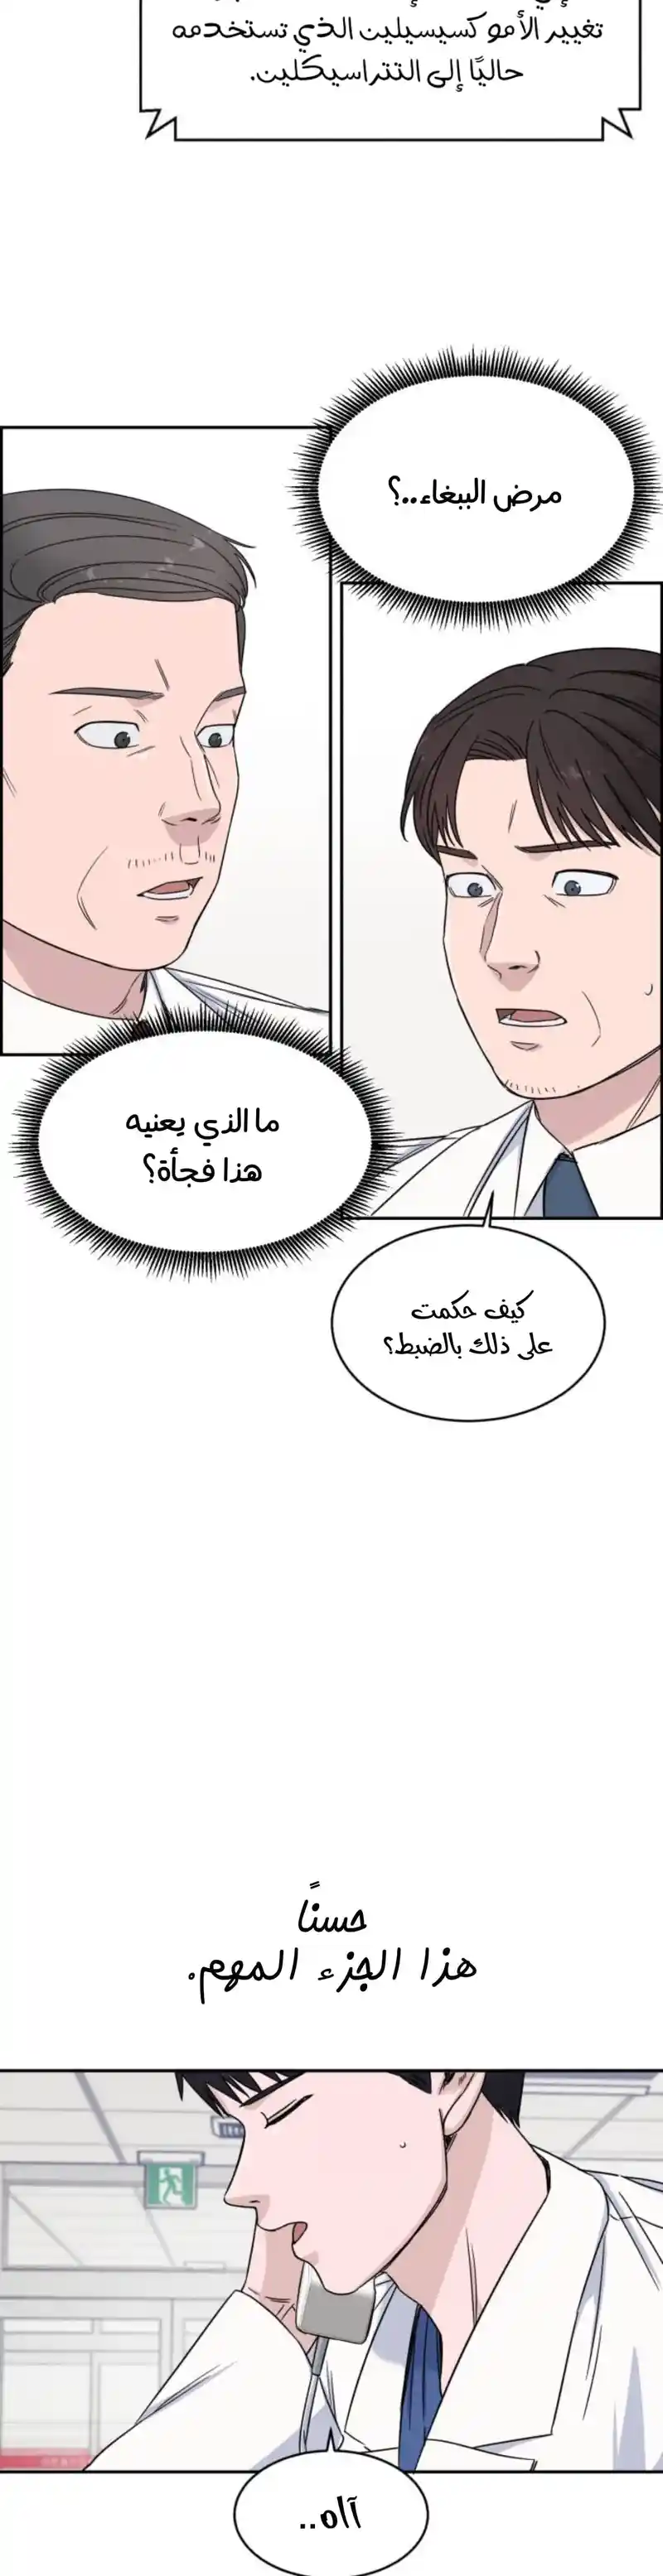 تغيير الأموكسيسيلين الذي تستخدمه
حاليًا إلى التتراسيكلين.
مرض الببغاء..؟
ما الذي يعنيه
هذا فجأة؟
كيف حكمت
على ذلك بالضبط؟
حسنًا
هذا الجزء المهم.
آاه..